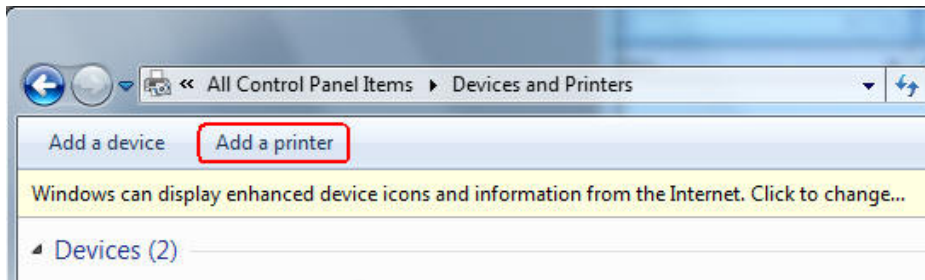 « All Control Panel Items ▸ Devices and Printers
Add a device Add a printer
Windows can display enhanced device icons and information from the Internet. Click to change...
Devices (2)